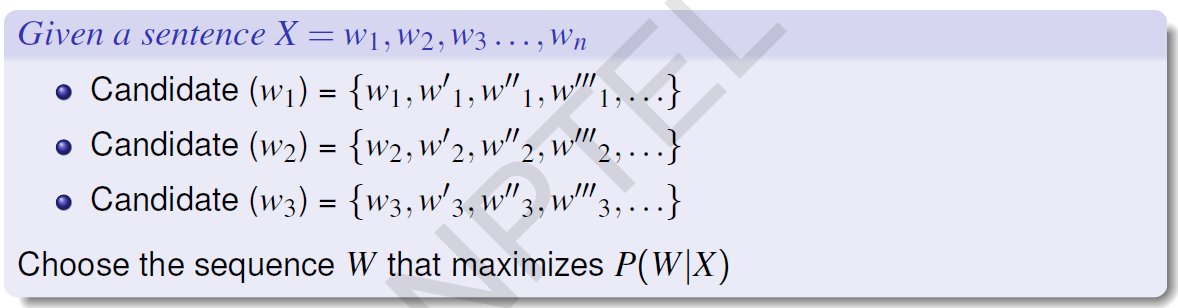 Given a sentence X = w₁, w₂, w₃ …, wₙ
Candidate (w₁) = {w₁, w′₁, w″₁, w‴₁, …}
Candidate (w₂) = {w₂, w′₂, w″₂, w‴₂, …}
Candidate (w₃) = {w₃, w′₃, w″₃, w‴₃, …}
Choose the sequence W that maximizes P(W|X)
NPTEL